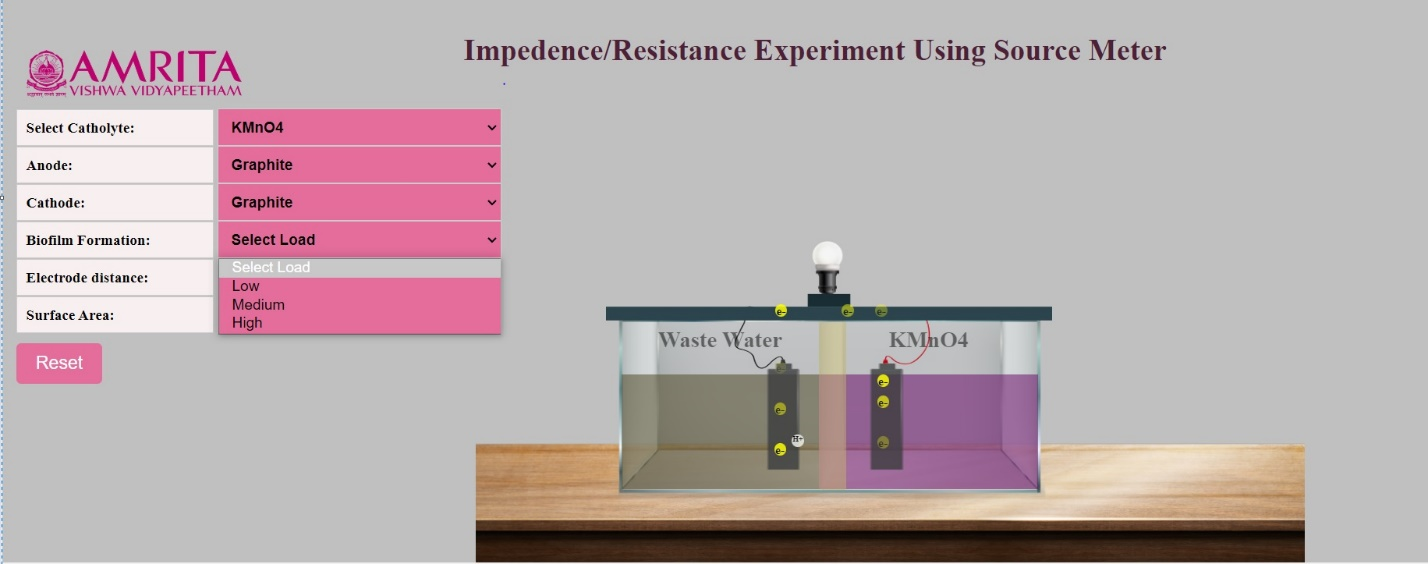 AMRITA
VISHWA VIDYAPEETHAM
Impedence/Resistance Experiment Using Source Meter
Select Catholyte: KMnO4
Anode: Graphite
Cathode: Graphite
Biofilm Formation: Select Load
Select Load
Electrode distance:
Low
Medium
Surface Area:
High
Reset
Waste Water KMnO4
e- e- e-
e- e-
e- H+ e-
e-